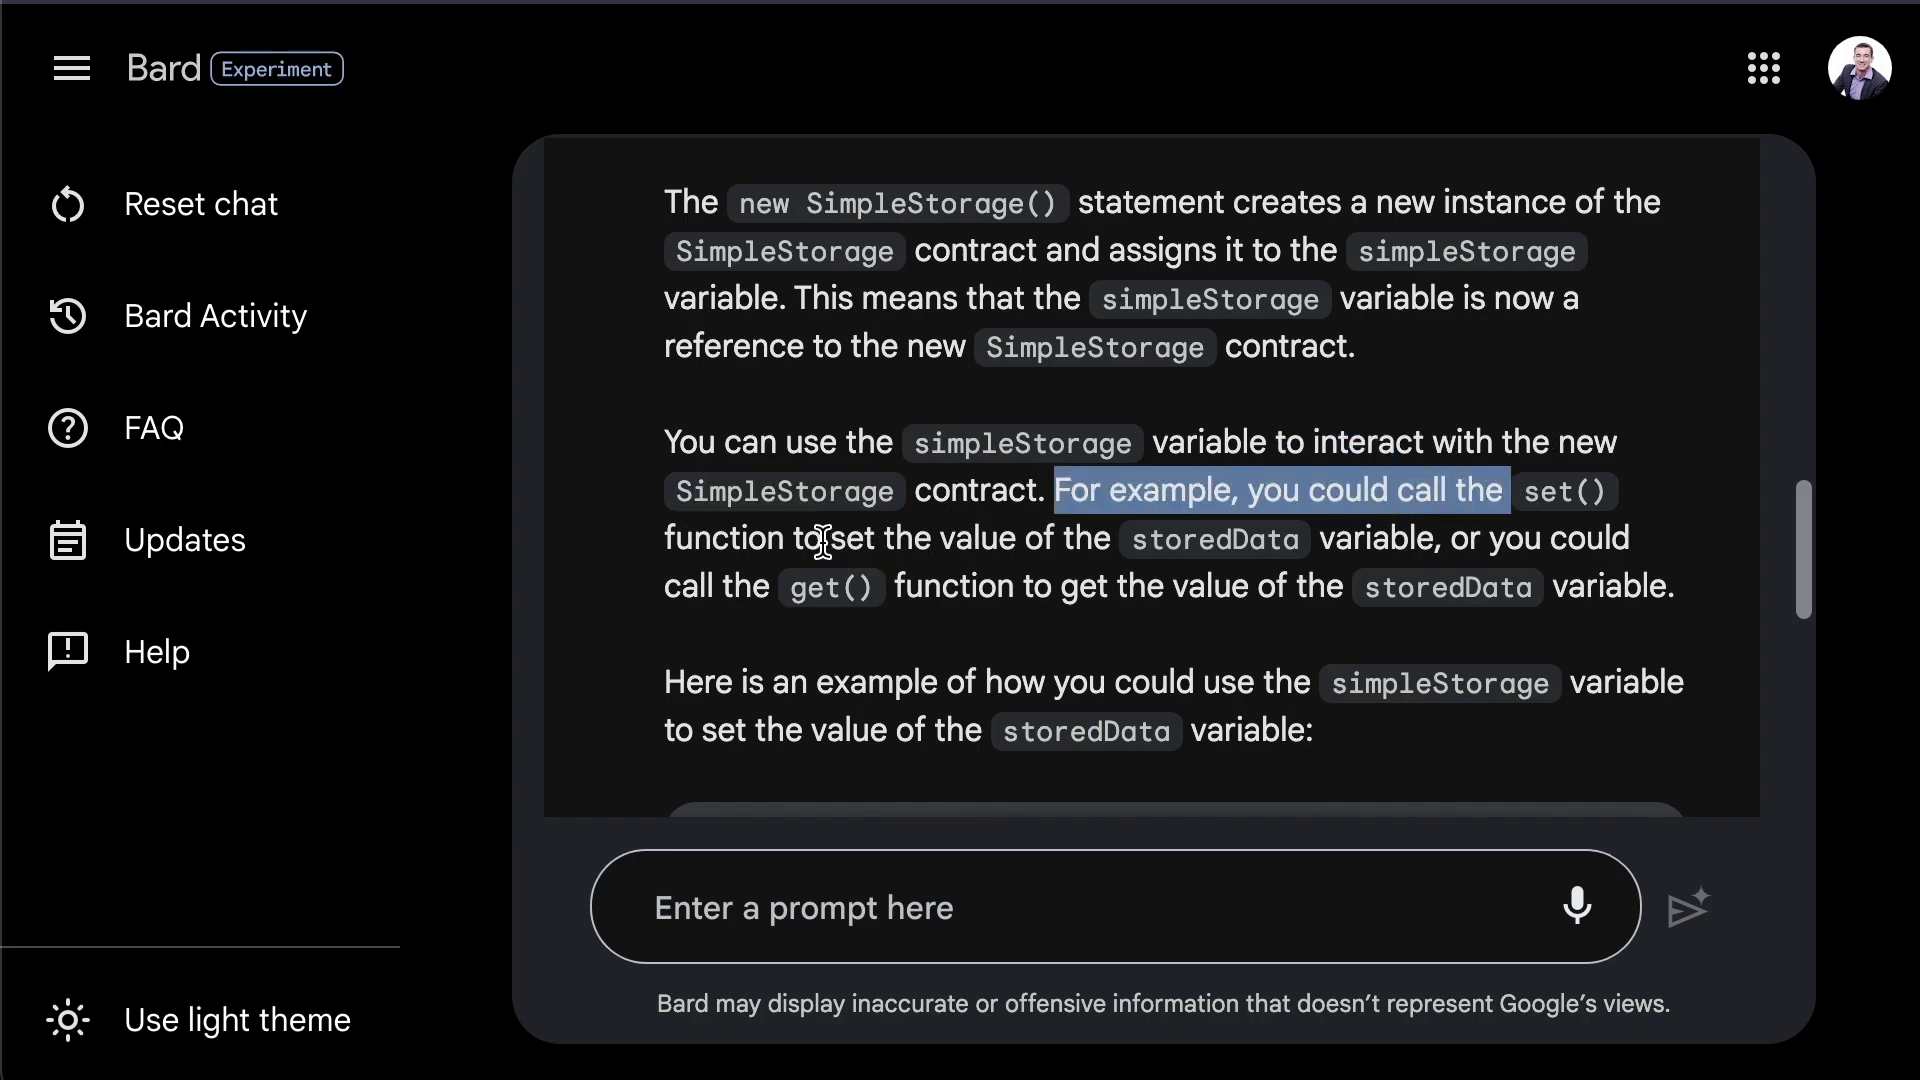 Bard Experiment
Reset chat
Bard Activity
FAQ
Updates
Help
Use light theme
The new SimpleStorage() statement creates a new instance of the
SimpleStorage contract and assigns it to the simpleStorage
variable. This means that the simpleStorage variable is now a
reference to the new SimpleStorage contract.
You can use the simpleStorage variable to interact with the new
SimpleStorage contract. For example, you could call the set()
function to set the value of the storedData variable, or you could
call the get() function to get the value of the storedData variable.
Here is an example of how you could use the simpleStorage variable
to set the value of the storedData variable:
Enter a prompt here
Bard may display inaccurate or offensive information that doesn’t represent Google’s views.